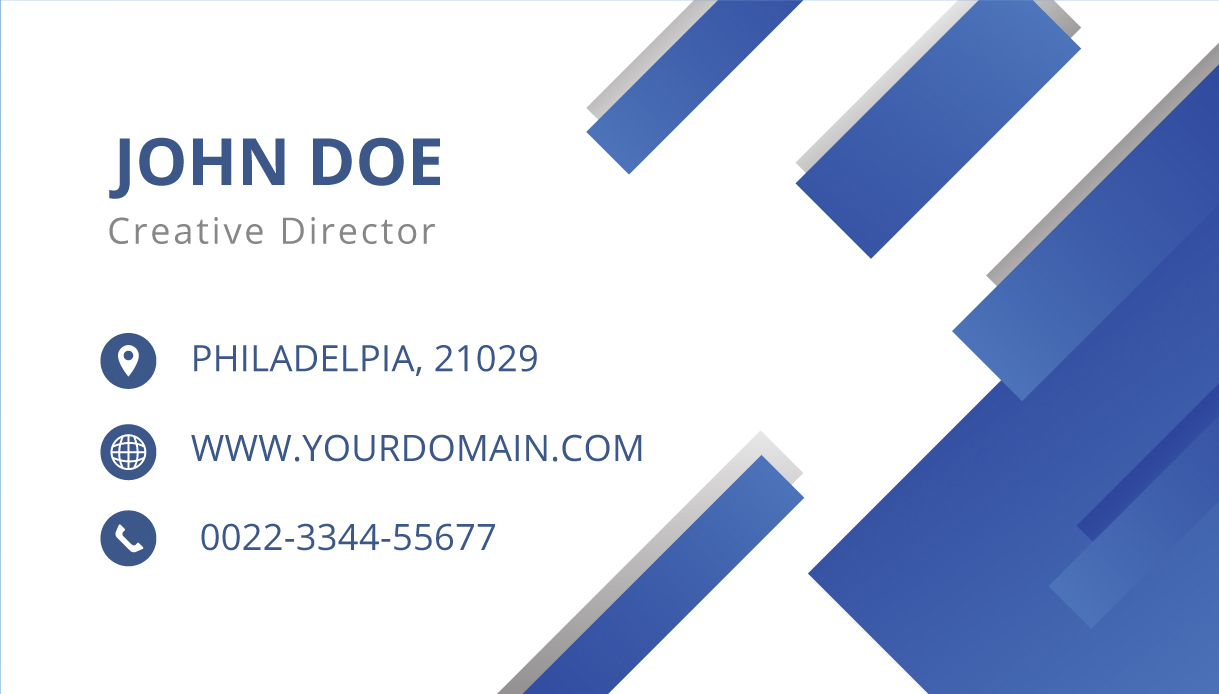 JOHN DOE
Creative Director
PHILADELPIA, 21029
WWW.YOURDOMAIN.COM
0022-3344-55677